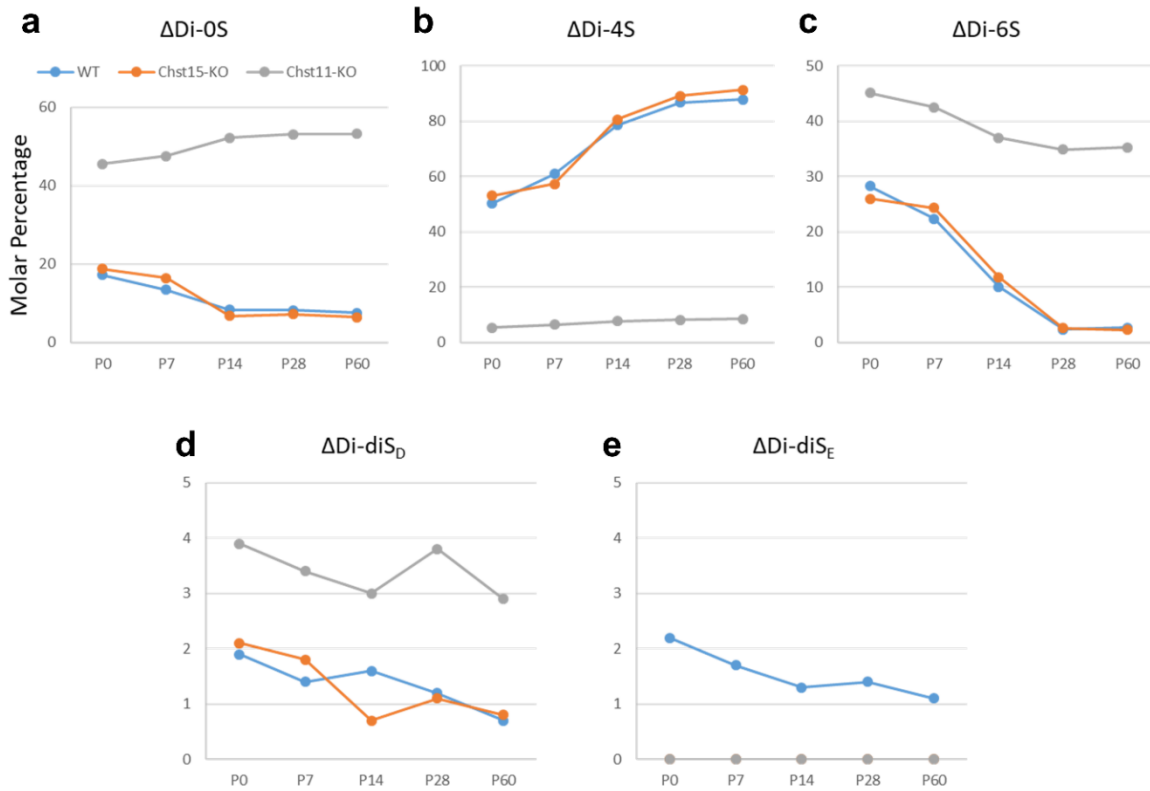 a ΔDi-0S
WT Chst15-KO Chst11-KO
Molar Percentage
60
40
20
0
P0 P7 P14 P28 P60
b ΔDi-4S
100
80
60
40
20
0
P0 P7 P14 P28 P60
c ΔDi-6S
50
40
30
20
10
0
P0 P7 P14 P28 P60
d ΔDi-diS_D
5
4
3
2
1
0
P0 P7 P14 P28 P60
e ΔDi-diS_E
5
4
3
2
1
0
P0 P7 P14 P28 P60